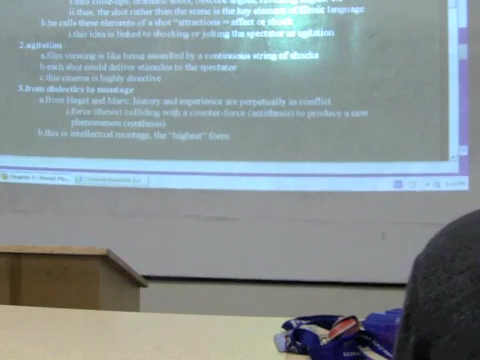 ii.thus, the shot rather than the scene is the key element of filmic language
b.he calls these elements of a shot "attractions = affect or shock
i.this idea is linked to shocking or jolting the spectator = agitation
2.agitation
a.film viewing is like being assaulted by a continuous string of shocks
b.each shot could deliver stimulus to the spectator
c.this cinema is highly directive
3.from dialectics to montage
a.from Hegel and Marx: history and experience are perpetually in conflict
i.force (thesis) colliding with a counter-force (antithesis) to produce a new
phenomenon (synthesis)
b.this is intellectual montage, the "highest" form